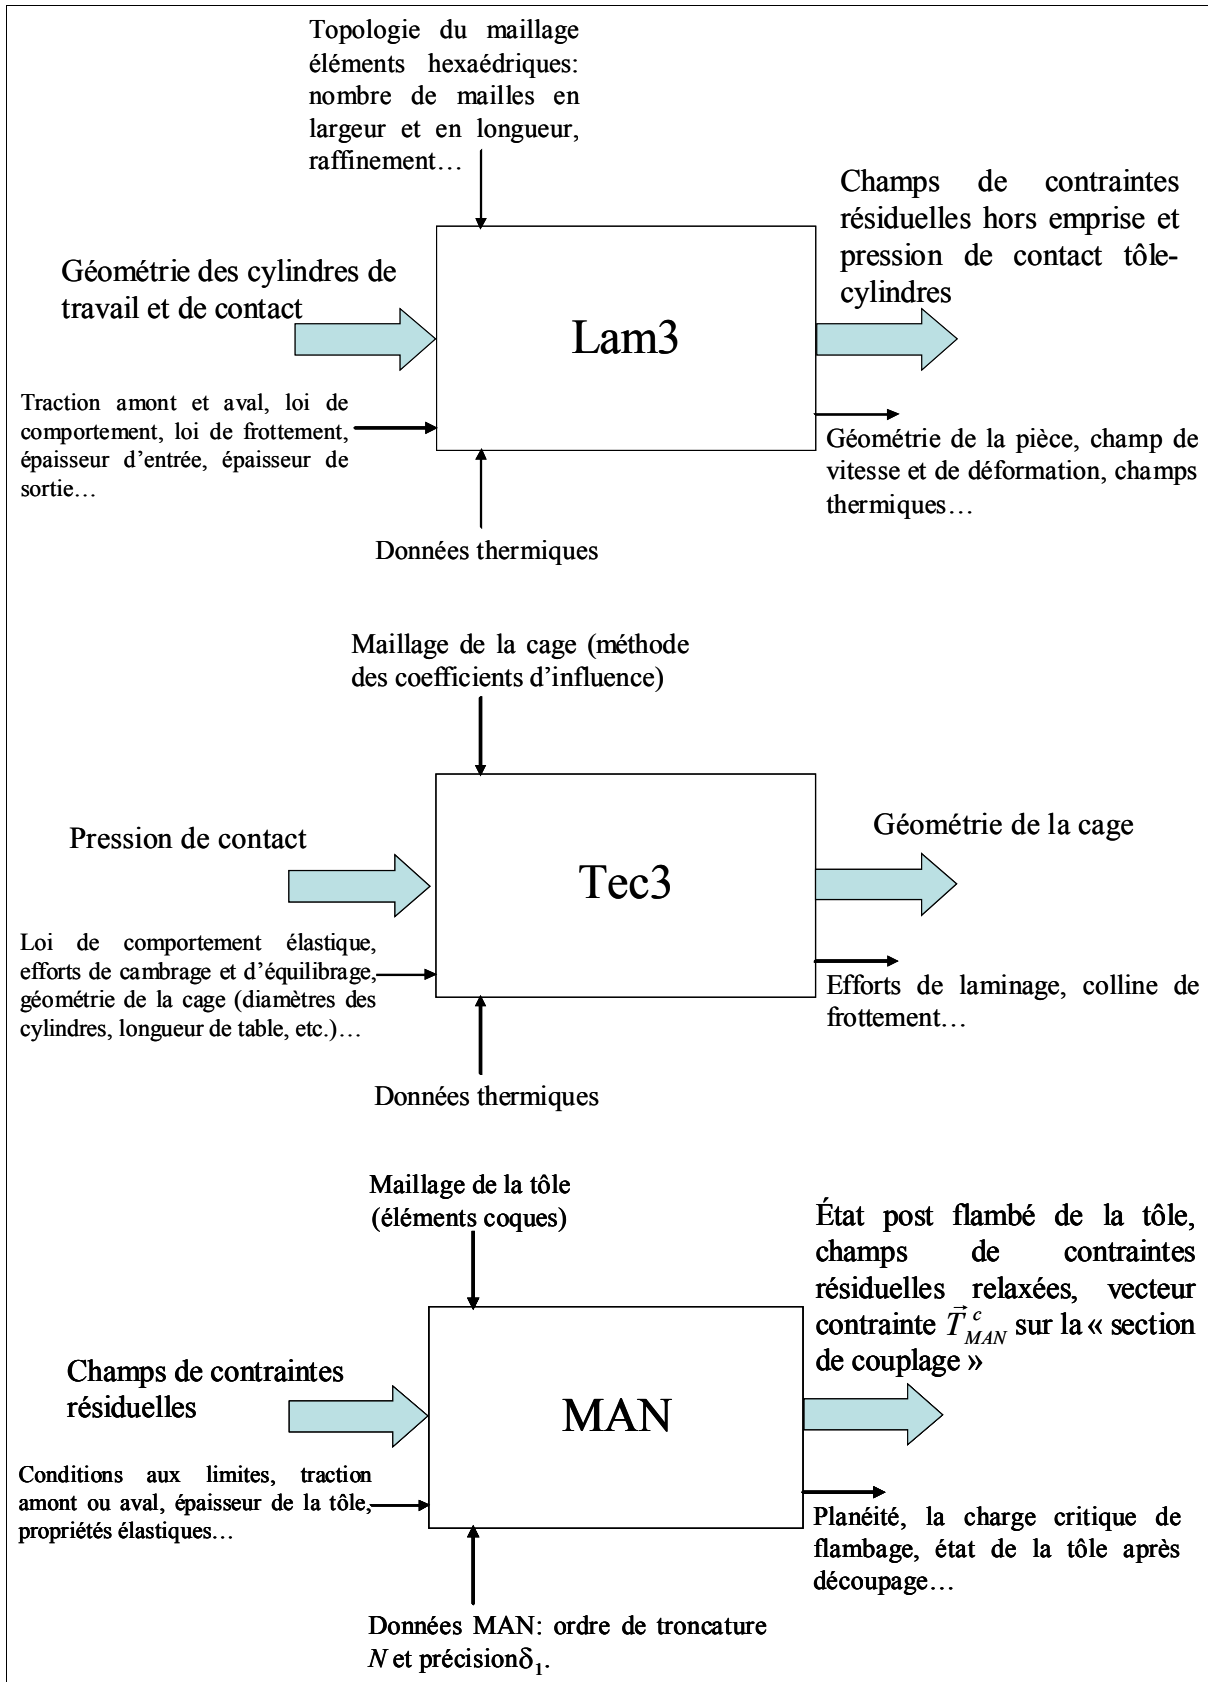 Topologie du maillage
éléments hexaédriques:
nombre de mailles en
largeur et en longueur,
raffinement…
Géométrie des cylindres de
travail et de contact
Lam3
Champs de contraintes
résiduelles hors emprise et
pression de contact tôle-
cylindres
Traction amont et aval, loi de
comportement, loi de frottement,
épaisseur d'entrée, épaisseur de
sortie…
Géométrie de la pièce, champ de
vitesse et de déformation, champs
thermiques…
Données thermiques
Maillage de la cage (méthode
des coefficients d'influence)
Pression de contact
Tec3
Géométrie de la cage
Loi de comportement élastique,
efforts de cambrage et d'équilibrage,
géométrie de la cage (diamètres des
cylindres, longueur de table, etc.)…
Efforts de laminage, colline de
frottement…
Données thermiques
Maillage de la tôle
(éléments coques)
Champs de contraintes
résiduelles
MAN
État post flambé de la tôle,
champs de contraintes
résiduelles relaxées, vecteur
contrainte $\vec{T}^{c}_{MAN}$ sur la « section
de couplage »
Conditions aux limites, traction
amont ou aval, épaisseur de la tôle,
propriétés élastiques…
Planéité, la charge critique de
flambage, état de la tôle après
découpage…
Données MAN: ordre de troncature
N et précisionδ₁.